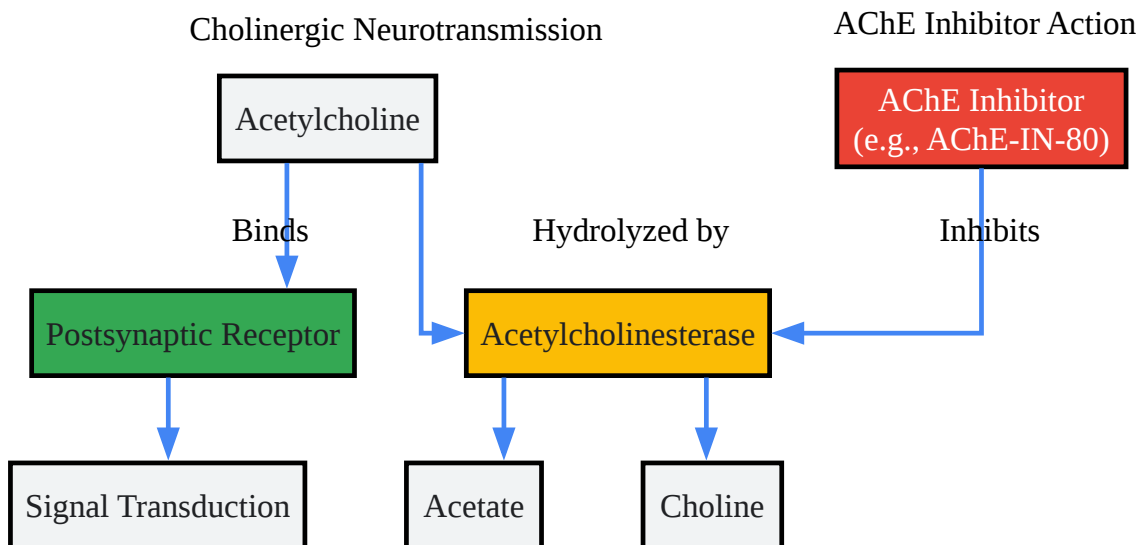 Cholinergic Neurotransmission
AChE Inhibitor Action
Acetylcholine
AChE Inhibitor
(e.g., AChE-IN-80)
Binds
Hydrolyzed by
Inhibits
Postsynaptic Receptor
Acetylcholinesterase
Signal Transduction
Acetate
Choline